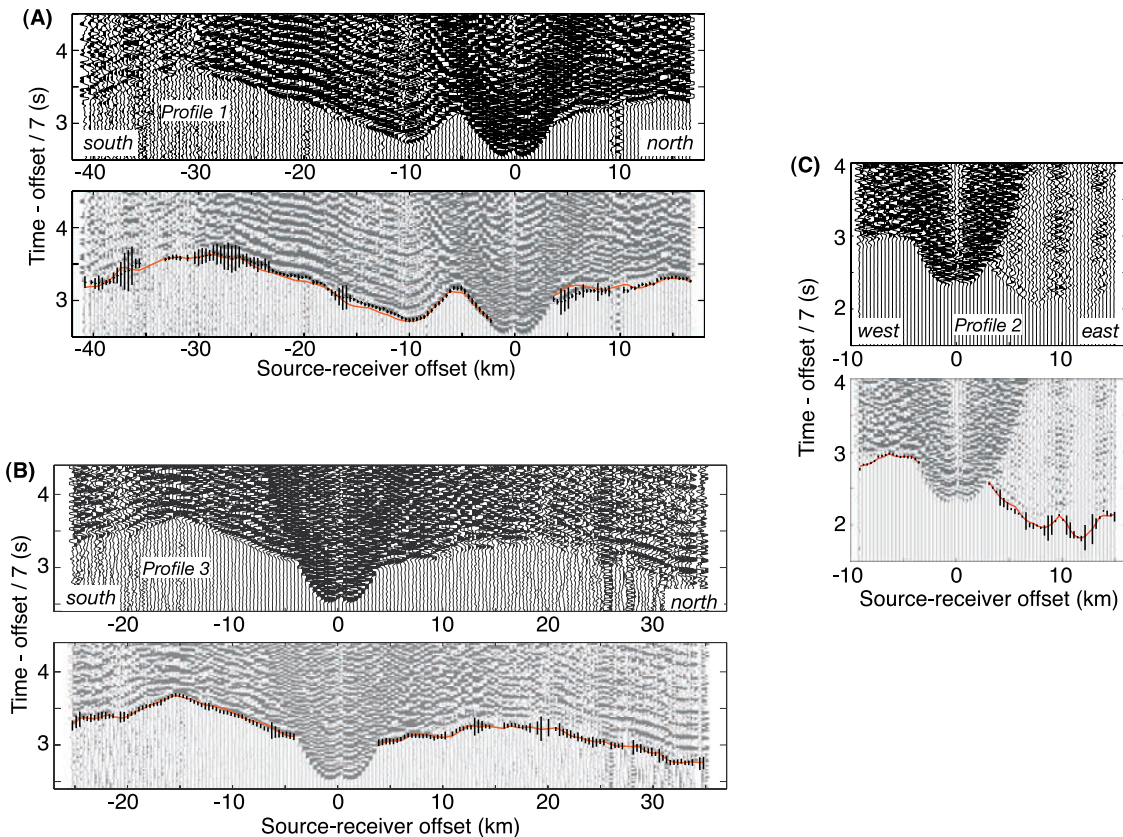 (A)
4
3
Profile 1
south
north
-40 -30 -20 -10 0 10
Time - offset / 7 (s)
4
3
-40 -30 -20 -10 0 10
Source-receiver offset (km)
(B)
4
3
Profile 3
south
north
-20 -10 0 10 20 30
Time - offset / 7 (s)
4
3
-20 -10 0 10 20 30
Source-receiver offset (km)
(C)
4
3
2
west
Profile 2
east
-10 0 10
Time - offset / 7 (s)
4
3
2
-10 0 10
Source-receiver offset (km)